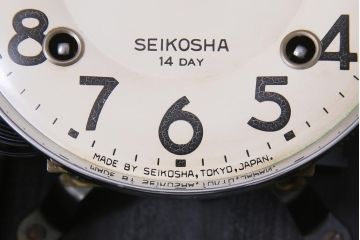 SEIKOSHA
14 DAY
8 4
7 5
6
MADE BY SEIKOSHA, TOKYO, JAPAN.